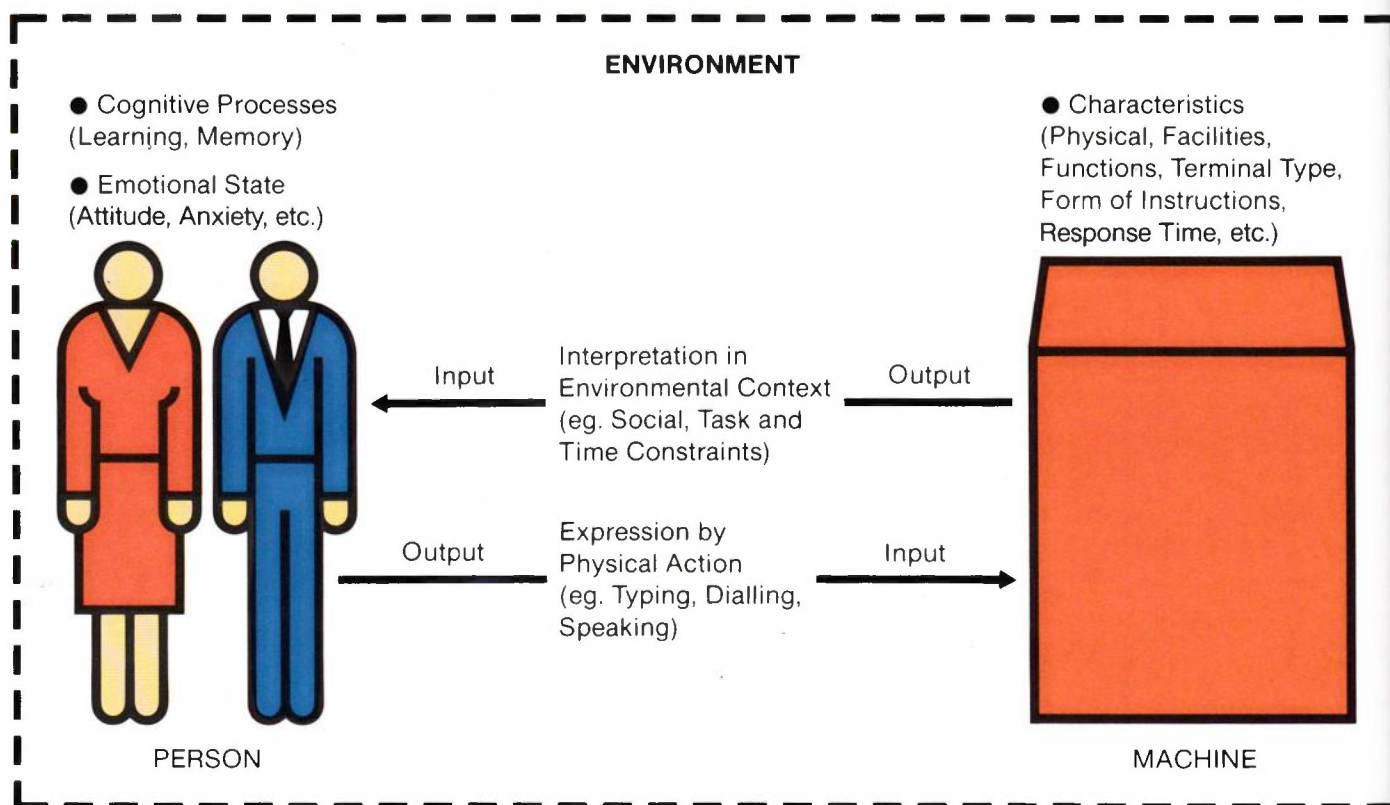 ENVIRONMENT
● Cognitive Processes
(Learning, Memory)
● Emotional State
(Attitude, Anxiety, etc.)
● Characteristics
(Physical, Facilities,
Functions, Terminal Type,
Form of Instructions,
Response Time, etc.)
Input
Interpretation in
Environmental Context
(eg. Social, Task and
Time Constraints)
Output
Output
Expression by
Physical Action
(eg. Typing, Dialling,
Speaking)
Input
PERSON
MACHINE